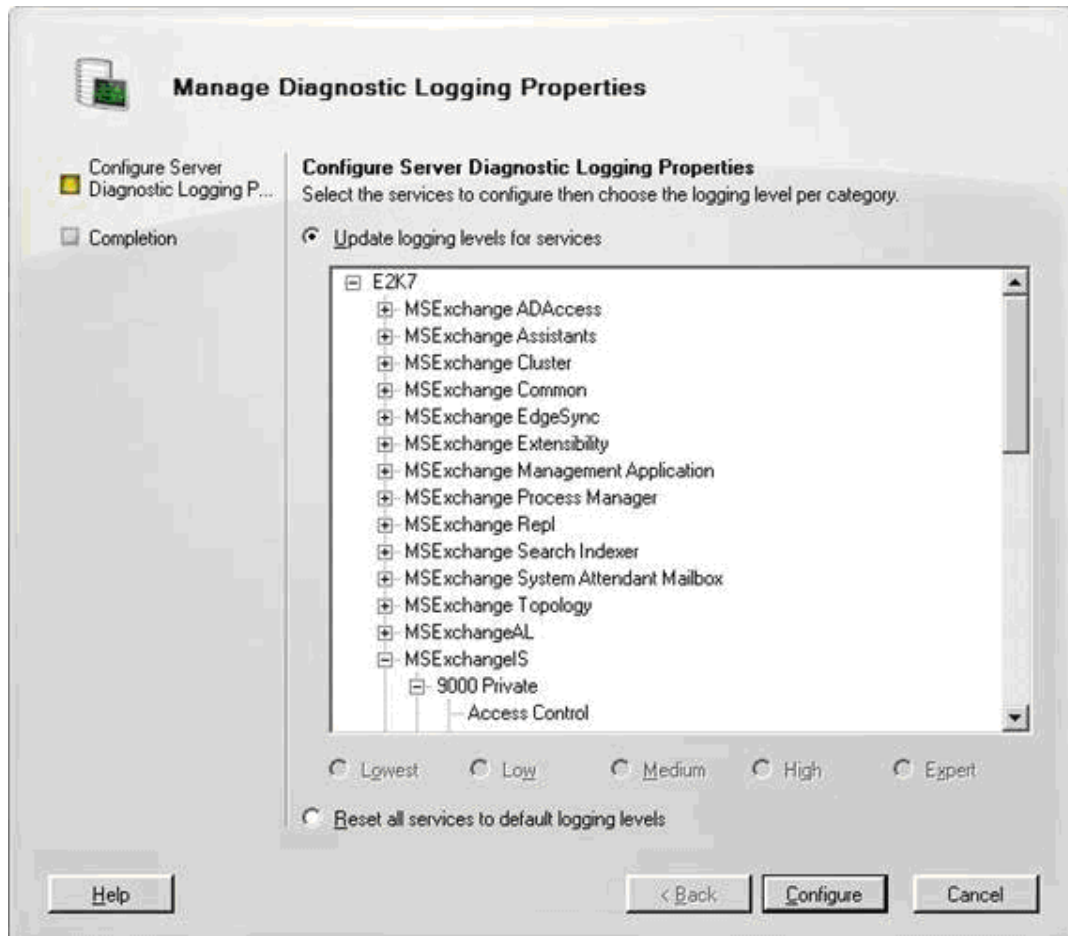 Manage Diagnostic Logging Properties
Configure Server
Diagnostic Logging P...
Completion
Configure Server Diagnostic Logging Properties
Select the services to configure then choose the logging level per category.
Update logging levels for services
E2K7
MSExchange ADAccess
MSExchange Assistants
MSExchange Cluster
MSExchange Common
MSExchange EdgeSync
MSExchange Extensibility
MSExchange Management Application
MSExchange Process Manager
MSExchange Repl
MSExchange Search Indexer
MSExchange System Attendant Mailbox
MSExchange Topology
MSExchangeAL
MSExchangeIS
9000 Private
Access Control
Lowest Low Medium High Expert
Reset all services to default logging levels
Help < Back Configure Cancel